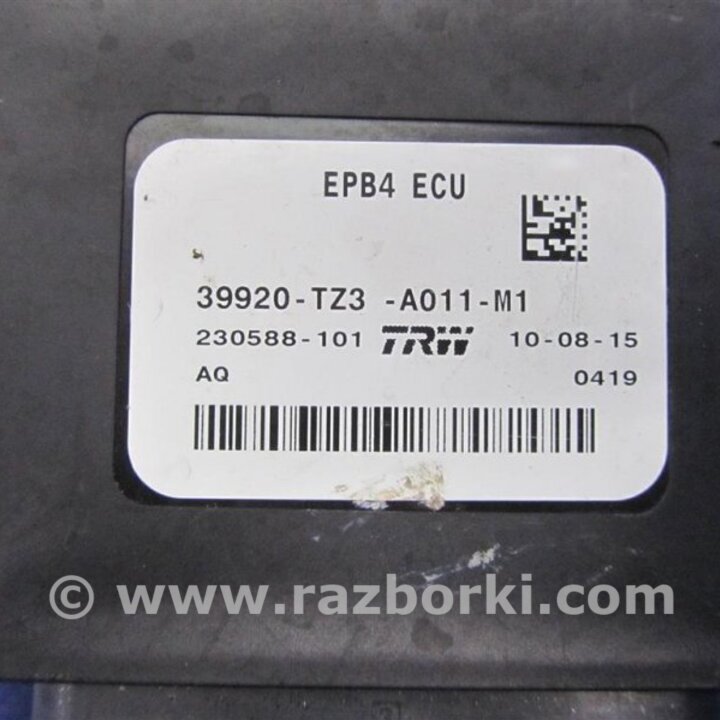 EPB4 ECU
39920-TZ3 -A011-M1
230588-101 TRW 10-08-15
AQ 0419
© www.razborki.com